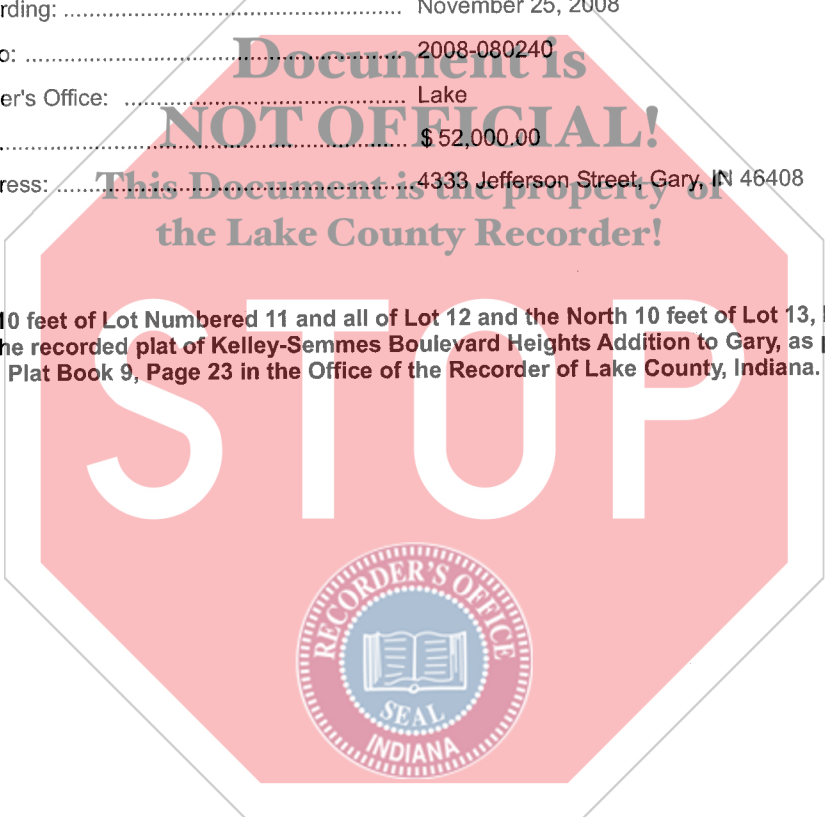 rding: .................................................................... November 25, 2008
o: ........................................................................... 2008-080240
er's Office: ......................................................... Lake
................................................................................. $ 52,000.00
ress: ........................................................................ 4333 Jefferson Street, Gary, IN 46408
Document is
NOT OFFICIAL!
This Document is the property of
the Lake County Recorder!
10 feet of Lot Numbered 11 and all of Lot 12 and the North 10 feet of Lot 13,
he recorded plat of Kelley-Semmes Boulevard Heights Addition to Gary, as p
Plat Book 9, Page 23 in the Office of the Recorder of Lake County, Indiana.
STOP
RECORDER'S OFFICE
SEAL
INDIANA